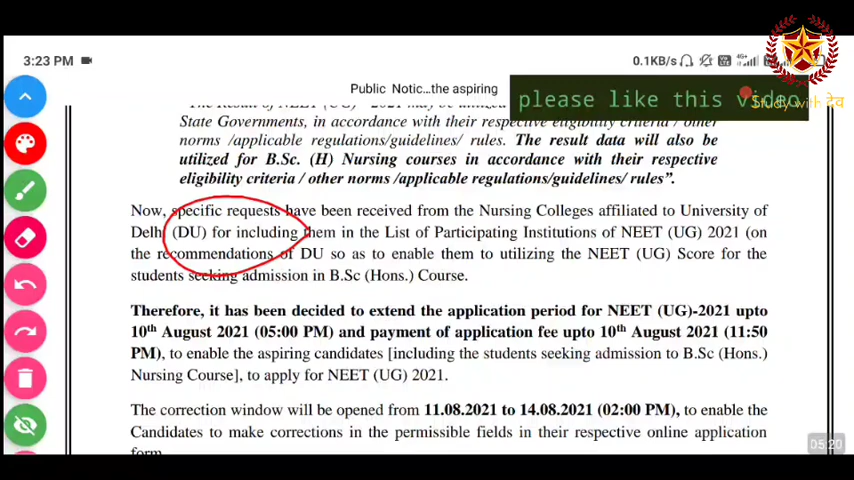 3:23 PM
0.1KB/s
Public Notic...the aspiring
please like this video
Study with देव
"The Result of NEET (UG) - 2021 may be utilized
State Governments, in accordance with their respective eligibility criteria / other
norms /applicable regulations/guidelines/ rules. The result data will also be
utilized for B.Sc. (H) Nursing courses in accordance with their respective
eligibility criteria / other norms /applicable regulations/guidelines/ rules".
Now, specific requests have been received from the Nursing Colleges affiliated to University of
Delh (DU) for including them in the List of Participating Institutions of NEET (UG) 2021 (on
the recommendations of DU so as to enable them to utilizing the NEET (UG) Score for the
students seeking admission in B.Sc (Hons.) Course.
Therefore, it has been decided to extend the application period for NEET (UG)-2021 upto
10th August 2021 (05:00 PM) and payment of application fee upto 10th August 2021 (11:50
PM), to enable the aspiring candidates [including the students seeking admission to B.Sc (Hons.)
Nursing Course], to apply for NEET (UG) 2021.
The correction window will be opened from 11.08.2021 to 14.08.2021 (02:00 PM), to enable the
Candidates to make corrections in the permissible fields in their respective online application
form.
05:20